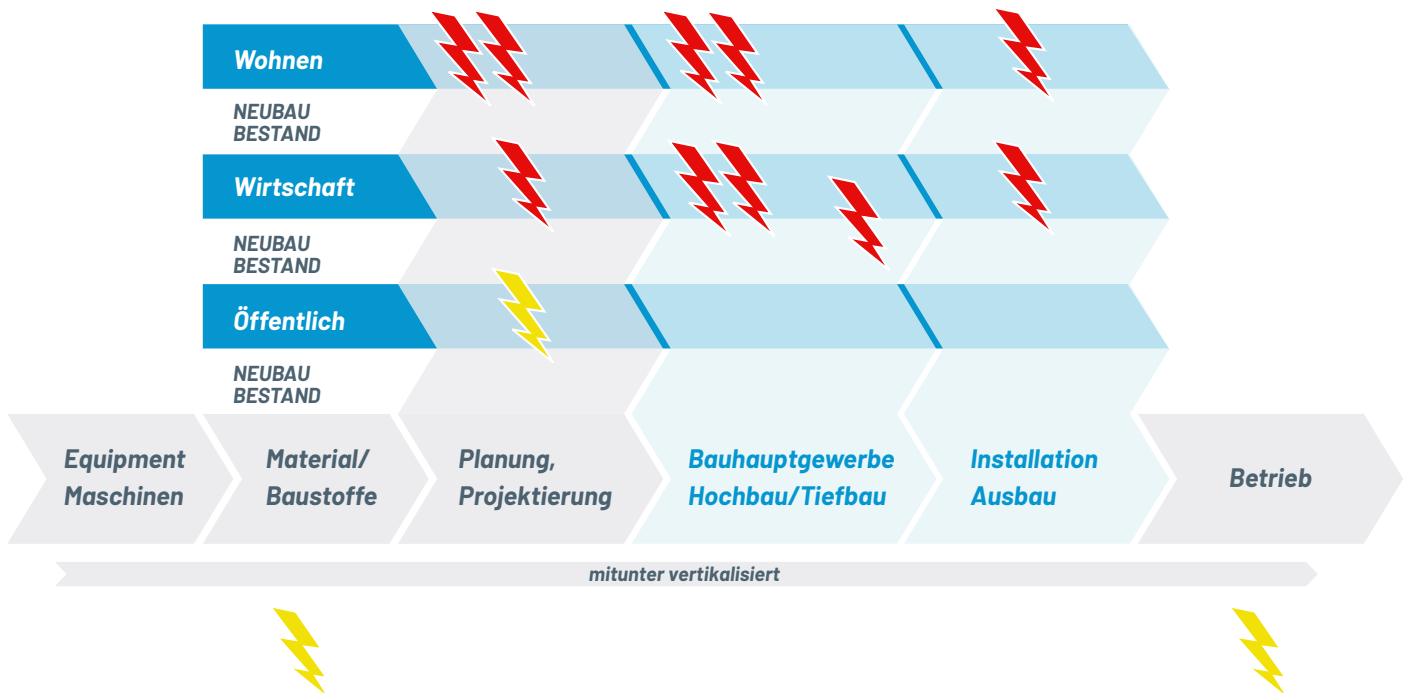 Wohnen
NEUBAU
BESTAND
Wirtschaft
NEUBAU
BESTAND
Öffentlich
NEUBAU
BESTAND
Equipment
Maschinen
Material/
Baustoffe
Planung,
Projektierung
Bauhauptgewerbe
Hochbau/Tiefbau
Installation
Ausbau
Betrieb
mitunter vertikalisiert